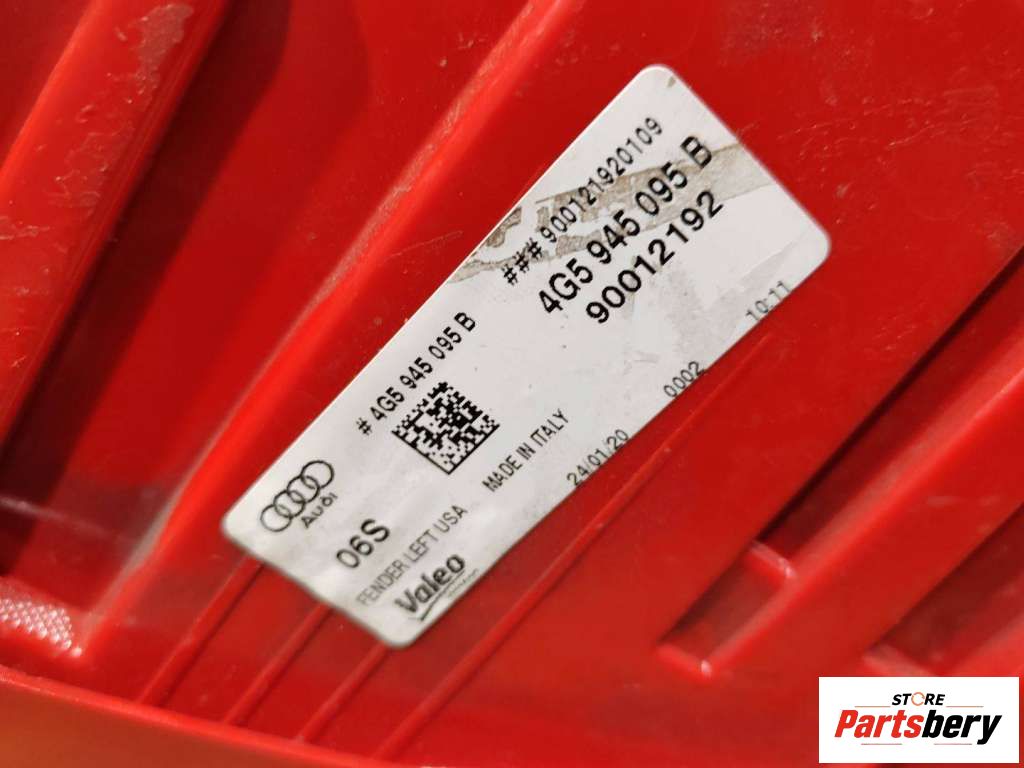 ### 900121920109
4G5 945 095 B
90012192
# 4G5 945 095 B
Audi
06S
FENDER LEFT USA
MADE IN ITALY
Valeo
24/01/20
0002
10:11
STORE
Partsbery